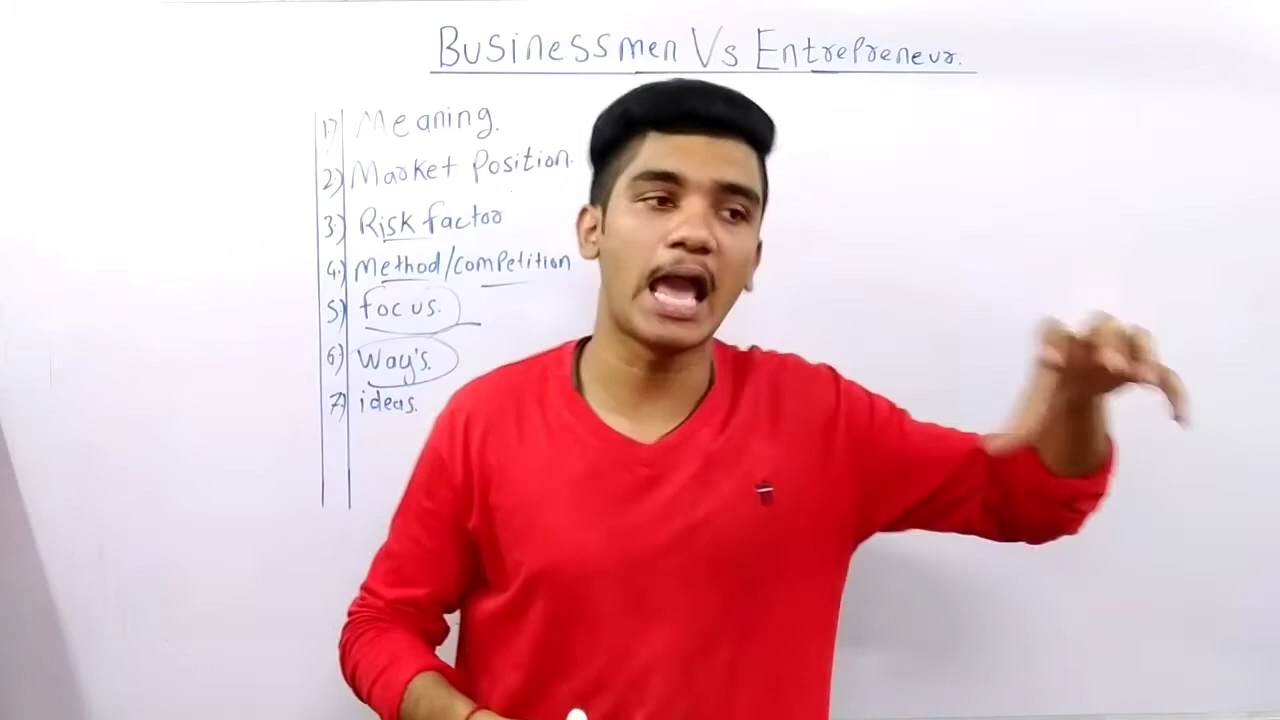 Businessmen Vs Entrepreneur.
1) Meaning.
2) Market Position.
3) Risk factor
4.) Method/competition
5) focus.
6) Way's.
7) ideas.